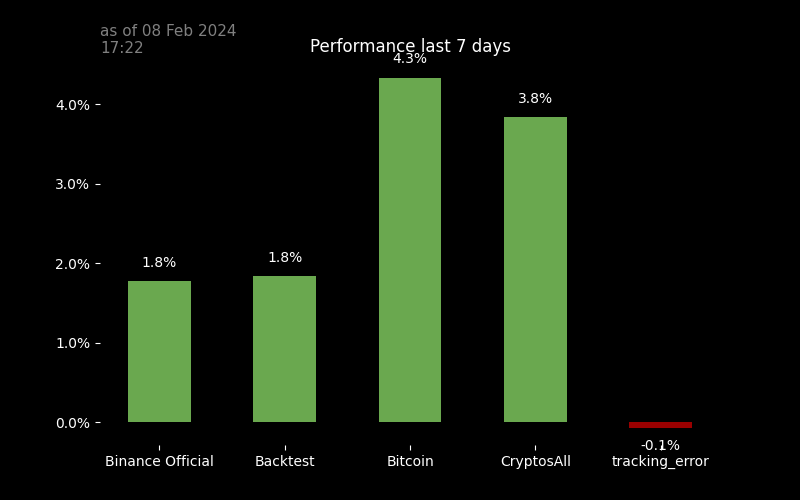 as of 08 Feb 2024
17:22
Performance last 7 days
4.3%
3.8%
1.8%
1.8%
-0.1%
4.0%
3.0%
2.0%
1.0%
0.0%
Binance Official
Backtest
Bitcoin
CryptosAll
tracking_error